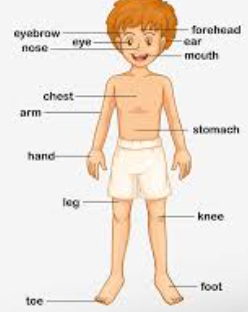 eyebrow
forehead
eye
ear
nose
mouth
chest
arm
stomach
hand
leg
knee
foot
toe